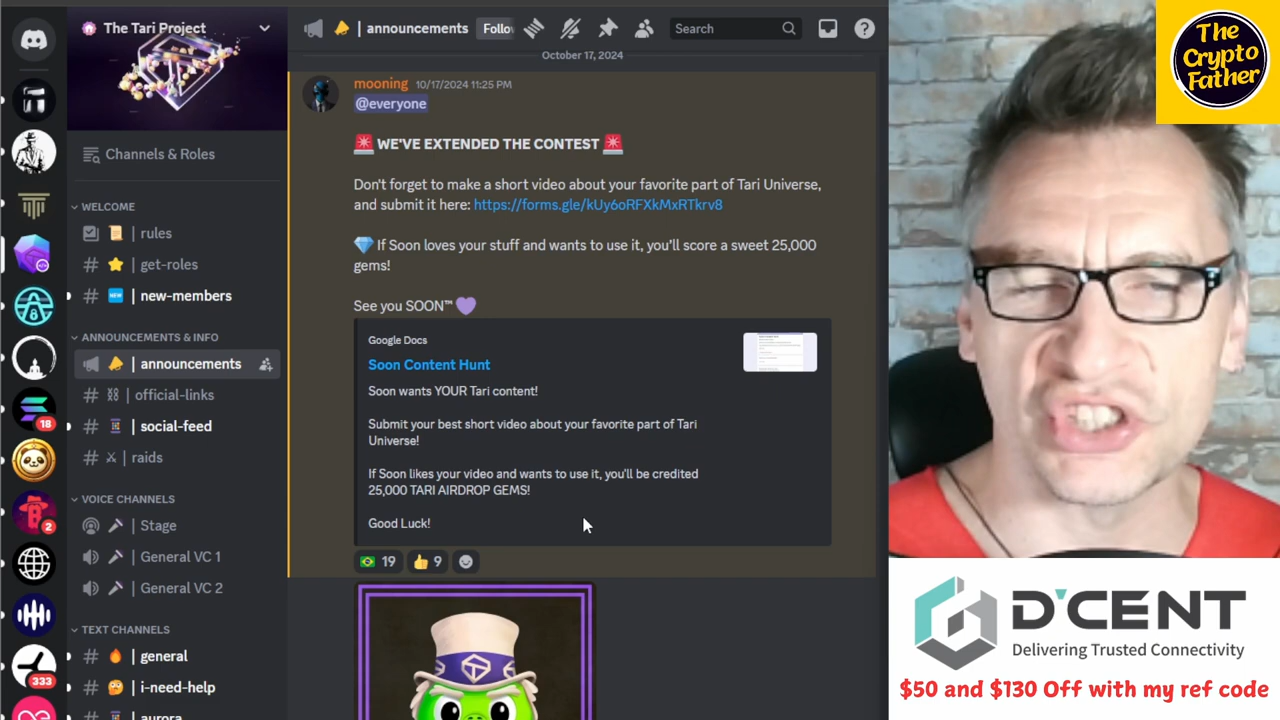 The Tari Project
Channels & Roles
WELCOME
rules
get-roles
new-members
ANNOUNCEMENTS & INFO
announcements
official-links
social-feed
raids
VOICE CHANNELS
Stage
General VC 1
General VC 2
TEXT CHANNELS
general
i-need-help
aurora
18
2
333
announcements
Follo
Search
October 17, 2024
mooning 10/17/2024 11:25 PM
@everyone
🚨 WE'VE EXTENDED THE CONTEST 🚨
Don't forget to make a short video about your favorite part of Tari Universe,
and submit it here: https://forms.gle/kUy6oRFXkMxRTkrv8
💎 If Soon loves your stuff and wants to use it, you'll score a sweet 25,000
gems!
See you SOON™ 💜
Google Docs
Soon Content Hunt
Soon wants YOUR Tari content!
Submit your best short video about your favorite part of Tari
Universe!
If Soon likes your video and wants to use it, you'll be credited
25,000 TARI AIRDROP GEMS!
Good Luck!
🇧🇷 19 👍 9
The
Crypto
Father
D'CENT
Delivering Trusted Connectivity
$50 and $130 Off with my ref code